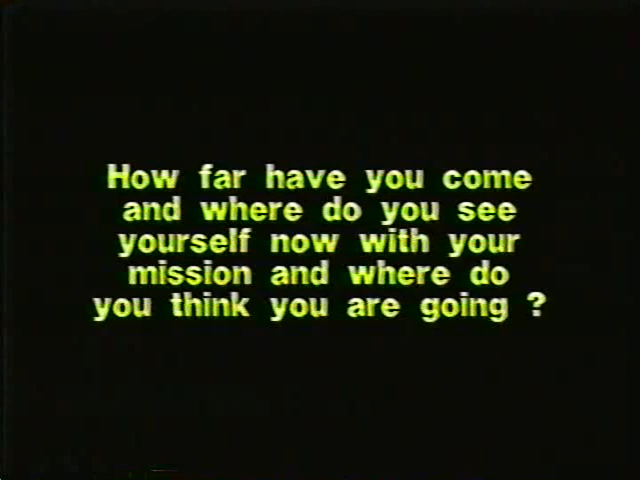 How far have you come
and where do you see
yourself now with your
mission and where do
you think you are going ?